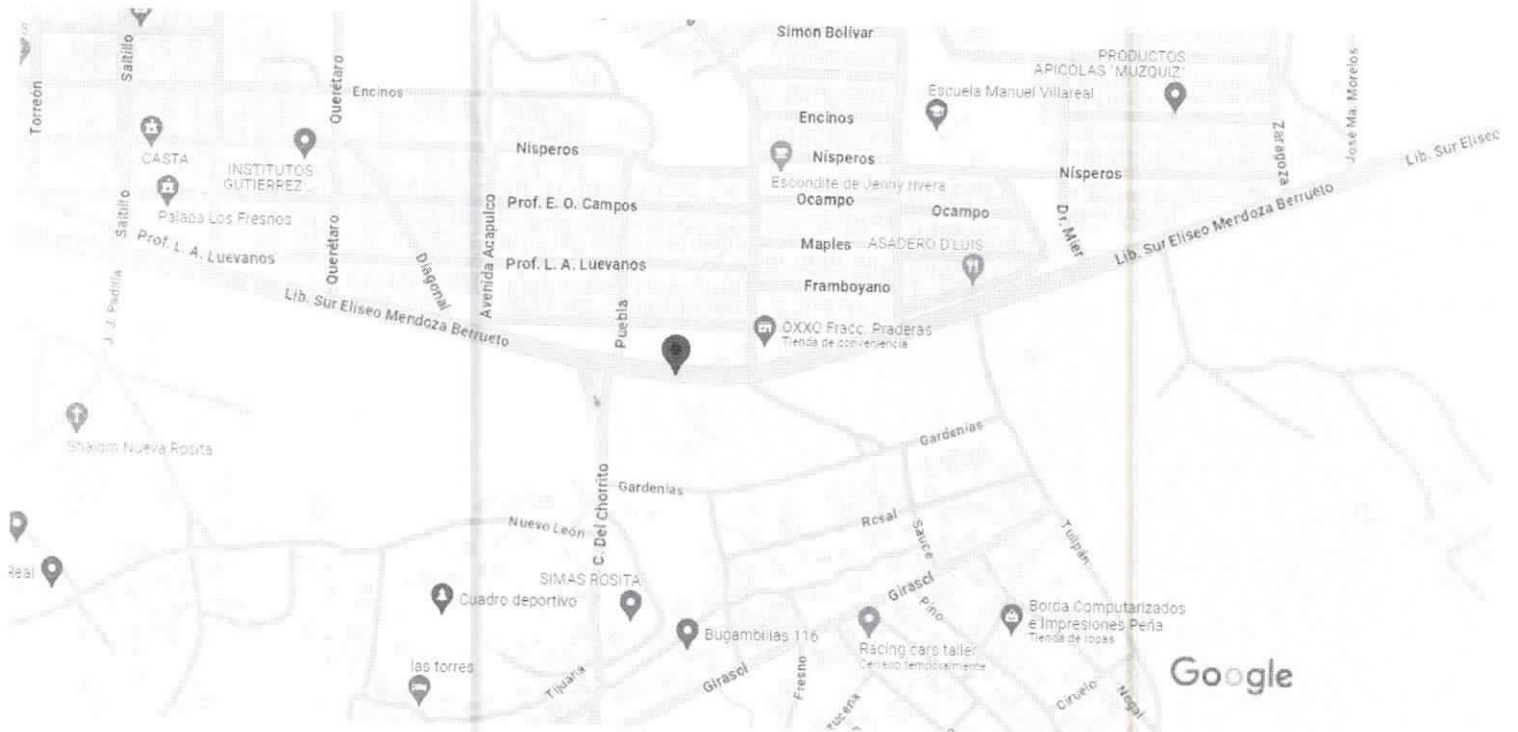 Simon Bolívar
PRODUCTOS
APICOLAS "MUZQUIZ"
Escuela Manuel Villareal
Saltillo
Torreón
Querétaro
Encinos
Encinos
José Ma. Morelos
Zaragoza
Lib. Sur Eliseo
CASTA
INSTITUTOS
GUTIERREZ...
Nísperos
Nísperos
Nísperos
Escondite de Jenny rivera
Palapa Los Fresnos
Prof. E. O. Campos
Ocampo
Ocampo
Saltillo
Querétaro
Avenida Acapulco
Dr. Mier
Lib. Sur Eliseo Mendoza Berrueto
Prof. L. A. Luevanos
Diagonal
Prof. L. A. Luevanos
Maples
ASADERO D'LUIS
Framboyano
J. J. Padilla
Lib. Sur Eliseo Mendoza Berrueto
Puebla
OXXO Fracc. Praderas
Tienda de conveniencia
Shalom Nueva Rosita
Gardenias
Gardenias
C. Del Chorrito
Nuevo León
Rosal
Sauce
Tulipán
Real
SIMAS ROSITA
Cuadro deportivo
Girasol
Pino
Borda Computarizados
e Impresiones Peña
Tienda de ropas
Bugambilias 116
Racing cars taller
Cerrado temporalmente
las torres
Tijuana
Girasol
Fresno
Ciruelo
Nogal
Google